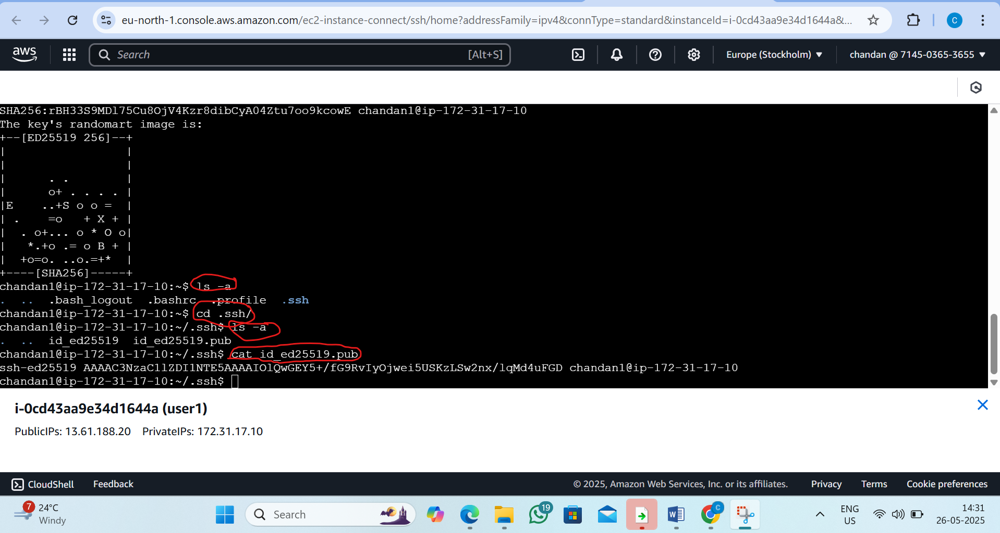 eu-north-1.console.aws.amazon.com/ec2-instance-connect/ssh/home?addressFamily=ipv4&connType=standard&instanceId=i-0cd43aa9e34d1644a&... C
aws Search [Alt+S] Europe (Stockholm) ▼ chandan @ 7145-0365-3655 ▼
SHA256:rBH33S9MDl75Cu8OjV4Kzr8dibCyA04Ztu7oo9kcowE chandan1@ip-172-31-17-10
The key's randomart image is:
+--[ED25519 256]--+
|                 |
|                 |
|      . .        |
|      o+ . . . . |
|E    ..+S o o =  |
| .    =o   + X + |
|  . o+... o * O o|
|   *.+o .= o B + |
|  +o=o. ..o.=+*  |
+----[SHA256]-----+
chandan1@ip-172-31-17-10:~$ ls -a
.  ..  .bash_logout  .bashrc  .profile  .ssh
chandan1@ip-172-31-17-10:~$ cd .ssh/
chandan1@ip-172-31-17-10:~/.ssh$ ls -a
.  ..  id_ed25519  id_ed25519.pub
chandan1@ip-172-31-17-10:~/.ssh$ cat id_ed25519.pub
ssh-ed25519 AAAAC3NzaC1lZDI1NTE5AAAAIOlQwGEY5+/fG9RvIyOjwei5USKzLSw2nx/lqMd4uFGD chandan1@ip-172-31-17-10
chandan1@ip-172-31-17-10:~/.ssh$
i-0cd43aa9e34d1644a (user1)
PublicIPs: 13.61.188.20 PrivateIPs: 172.31.17.10
CloudShell Feedback © 2025, Amazon Web Services, Inc. or its affiliates. Privacy Terms Cookie preferences
7 24°C Search 19 W C ENG 14:31
Windy US 26-05-2025